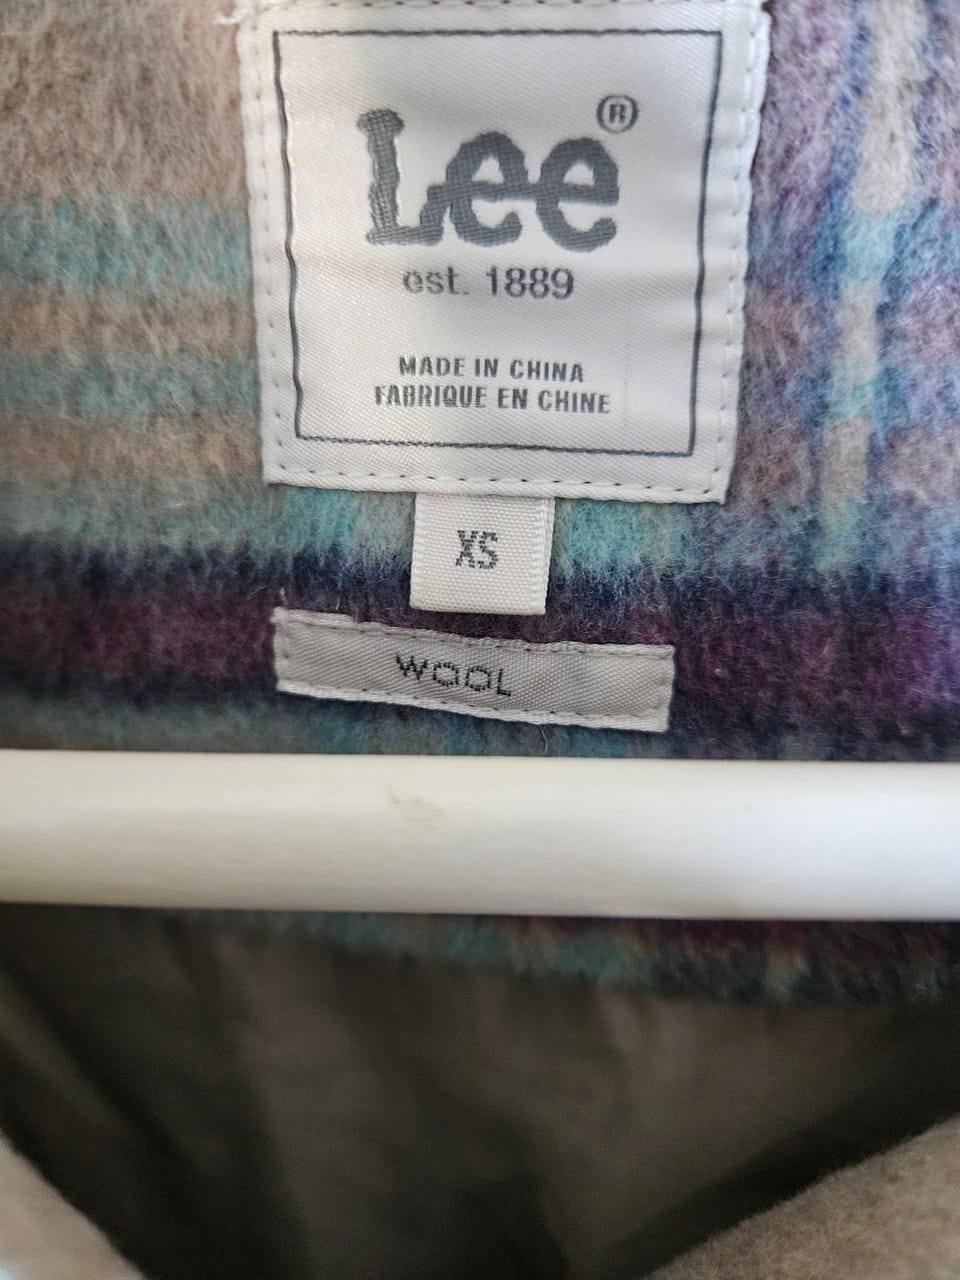 Lee®
est. 1889
MADE IN CHINA
FABRIQUE EN CHINE
XS
WOOL